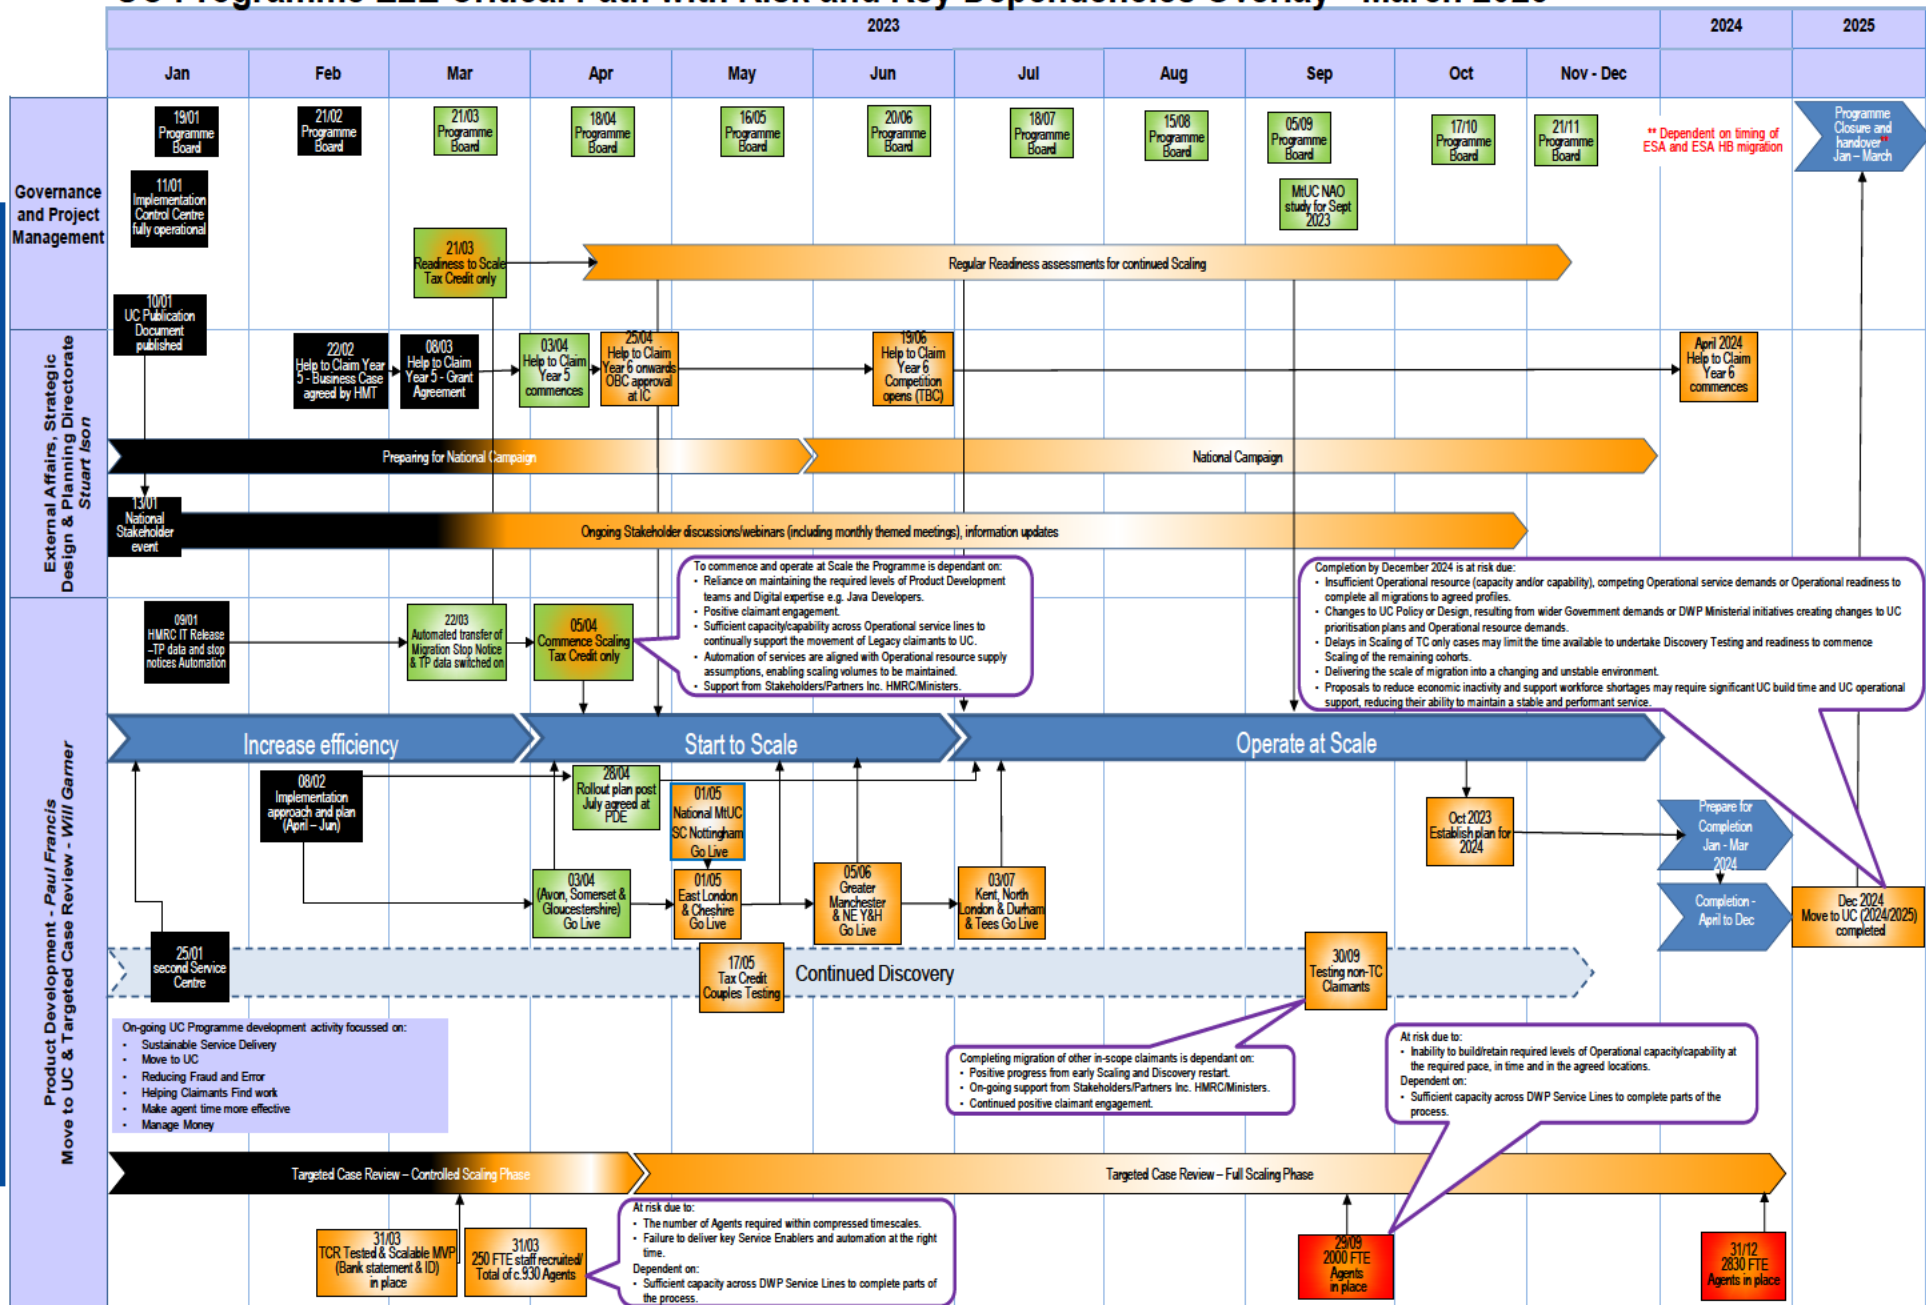 UC Programme E2E Critical Path with Risk and Key Dependencies Overlay - March 2023
2023
2024
2025
Jan
Feb
Mar
Apr
May
Jun
Jul
Aug
Sep
Oct
Nov - Dec
Governance
and Project
Management
19/01
Programme
Board
21/02
Programme
Board
21/03
Programme
Board
18/04
Programme
Board
16/05
Programme
Board
20/06
Programme
Board
18/07
Programme
Board
15/08
Programme
Board
05/09
Programme
Board
17/10
Programme
Board
21/11
Programme
Board
** Dependent on timing of
ESA and ESA HB migration
Programme
Closure and
handover**
Jan – March
11/01
Implementation
Control Centre
fully operational
MtUC NAO
study for Sept
2023
21/03
Readiness to Scale
Tax Credit only
Regular Readiness assessments for continued Scaling
10/01
UC Publication
Document
published
External Affairs, Strategic
Design & Planning Directorate
Stuart Ison
22/02
Help to Claim Year
5 - Business Case
agreed by HMT
08/03
Help to Claim
Year 5 - Grant
Agreement
03/04
Help to Claim
Year 5
commences
25/04
Help to Claim
Year 6 onwards
OBC approval
at IC
19/06
Help to Claim
Year 6
Competition
opens (TBC)
April 2024
Help to Claim
Year 6
commences
Preparing for National Campaign
National Campaign
13/01
National
Stakeholder
event
Ongoing Stakeholder discussions/webinars (including monthly themed meetings), information updates
To commence and operate at Scale the Programme is dependant on:
• Reliance on maintaining the required levels of Product Development
teams and Digital expertise e.g. Java Developers.
• Positive claimant engagement.
• Sufficient capacity/capability across Operational service lines to
continually support the movement of Legacy claimants to UC.
• Automation of services are aligned with Operational resource supply
assumptions, enabling scaling volumes to be maintained.
• Support from Stakeholders/Partners Inc. HMRC/Ministers.
Completion by December 2024 is at risk due:
• Insufficient Operational resource (capacity and/or capability), competing Operational service demands or Operational readiness to
complete all migrations to agreed profiles.
• Changes to UC Policy or Design, resulting from wider Government demands or DWP Ministerial initiatives creating changes to UC
prioritisation plans and Operational resource demands.
• Delays in Scaling of TC only cases may limit the time available to undertake Discovery Testing and readiness to commence
Scaling of the remaining cohorts.
• Delivering the scale of migration into a changing and unstable environment.
• Proposals to reduce economic inactivity and support workforce shortages may require significant UC build time and UC operational
support, reducing their ability to maintain a stable and performant service.
Product Development - Paul Francis
Move to UC & Targeted Case Review - Will Garner
09/01
HMRC IT Release
–TP data and stop
notices Automation
22/03
Automated transfer of
Migration Stop Notice
& TP data switched on
05/04
Commence Scaling
Tax Credit only
Increase efficiency
Start to Scale
Operate at Scale
08/02
Implementation
approach and plan
(April – Jun)
28/04
Rollout plan post
July agreed at
PDE
01/05
National MtUC
SC Nottingham
Go Live
Oct 2023
Establish plan for
2024
Prepare for
Completion
Jan - Mar
2024
03/04
(Avon, Somerset &
Gloucestershire)
Go Live
01/05
East London
& Cheshire
Go Live
05/06
Greater
Manchester
& NE Y&H
Go Live
03/07
Kent, North
London & Durham
& Tees Go Live
Completion -
April to Dec
Dec 2024
Move to UC (2024/2025)
completed
25/01
second Service
Centre
17/05
Tax Credit
Couples Testing
Continued Discovery
30/09
Testing non-TC
Claimants
On-going UC Programme development activity focussed on:
• Sustainable Service Delivery
• Move to UC
• Reducing Fraud and Error
• Helping Claimants Find work
• Make agent time more effective
• Manage Money
Completing migration of other in-scope claimants is dependant on:
• Positive progress from early Scaling and Discovery restart.
• On-going support from Stakeholders/Partners Inc. HMRC/Ministers.
• Continued positive claimant engagement.
At risk due to:
• Inability to build/retain required levels of Operational capacity/capability at
the required pace, in time and in the agreed locations.
Dependent on:
• Sufficient capacity across DWP Service Lines to complete parts of the
process.
Targeted Case Review – Controlled Scaling Phase
Targeted Case Review – Full Scaling Phase
31/03
TCR Tested & Scalable MVP
(Bank statement & ID)
in place
31/03
250 FTE staff recruited/
Total of c.930 Agents
At risk due to:
• The number of Agents required within compressed timescales.
• Failure to deliver key Service Enablers and automation at the right
time.
Dependent on:
• Sufficient capacity across DWP Service Lines to complete parts of
the process.
29/09
2000 FTE
Agents
in place
31/12
2830 FTE
Agents in place